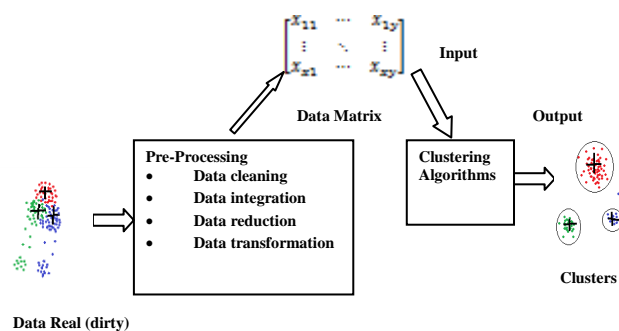 X11 ... X1y
⋮ ⋱ ⋮
Xx1 ... Xxy
Input
Data Matrix
Output
Pre-Processing
• Data cleaning
• Data integration
• Data reduction
• Data transformation
Clustering
Algorithms
Clusters
Data Real (dirty)